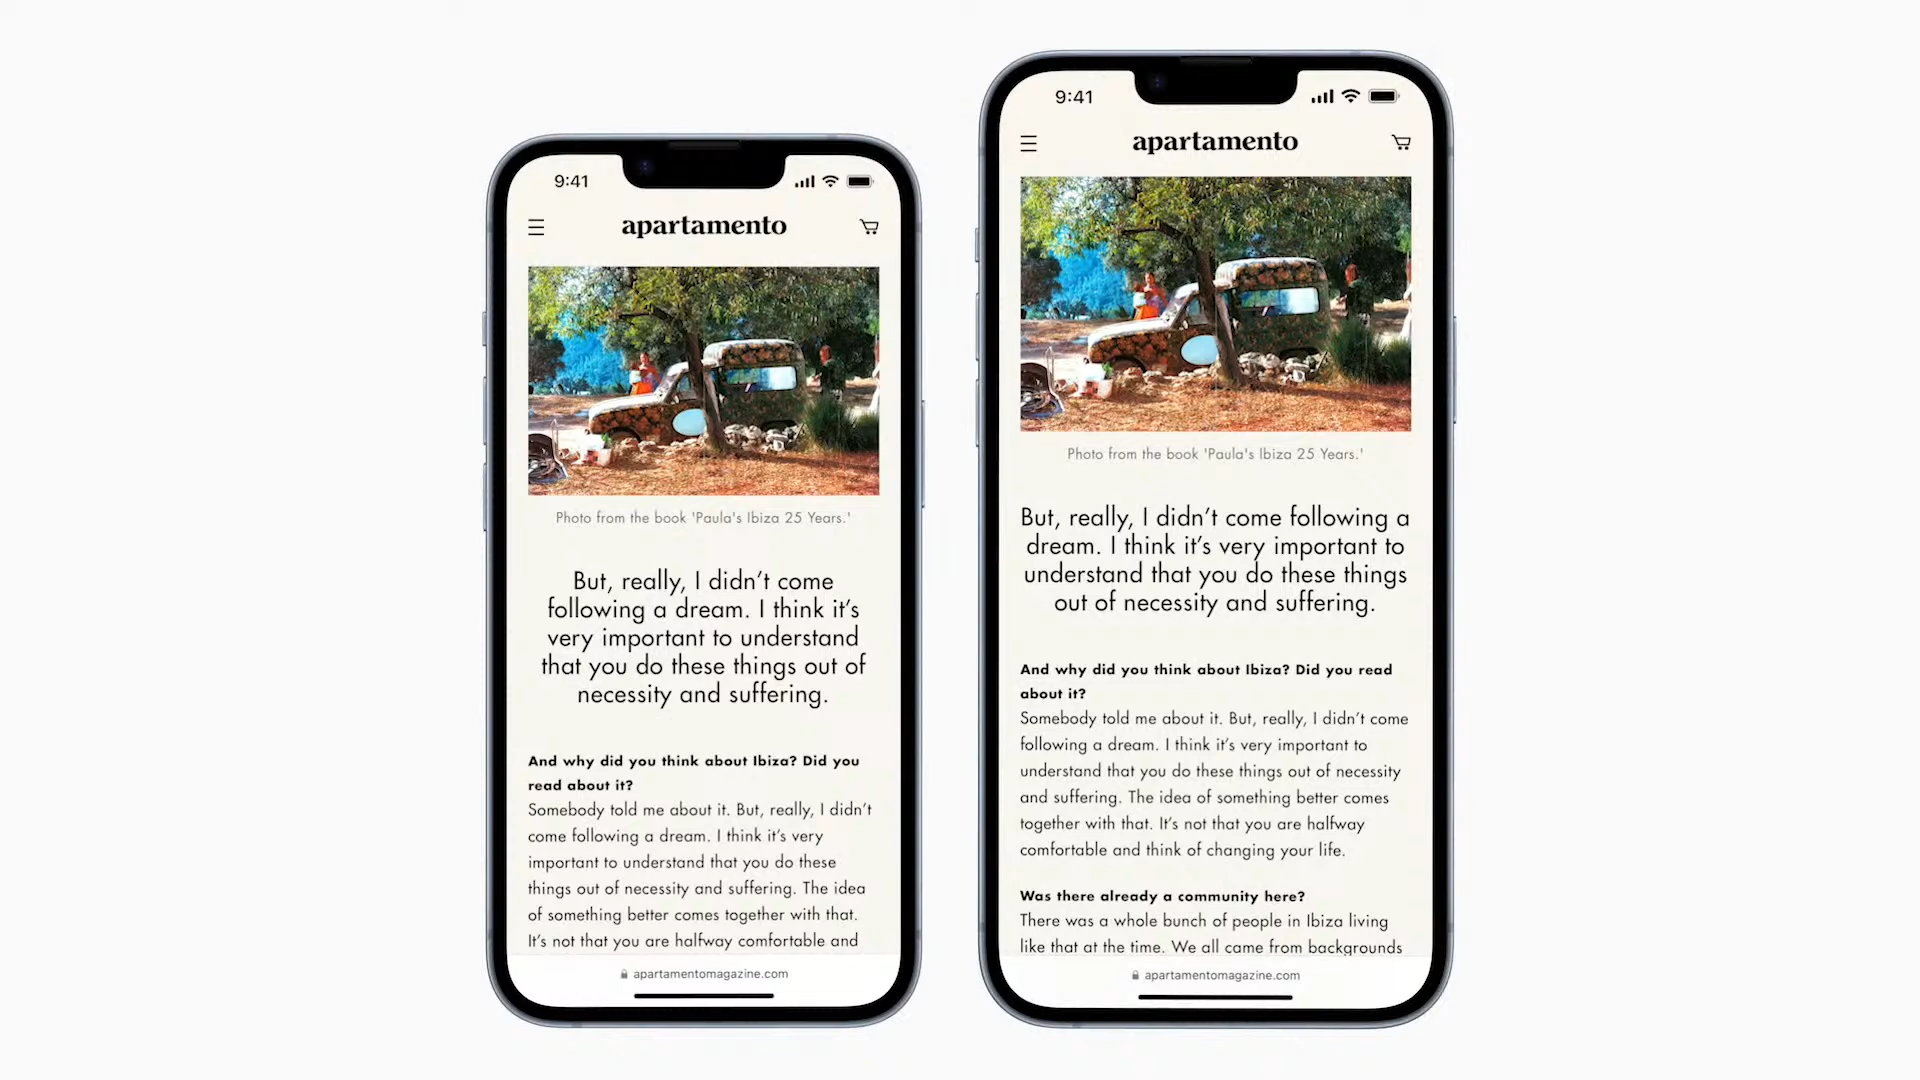 9:41
apartamento
Photo from the book 'Paula's Ibiza 25 Years.'
But, really, I didn’t come
following a dream. I think it’s
very important to understand
that you do these things out of
necessity and suffering.
And why did you think about Ibiza? Did you
read about it?
Somebody told me about it. But, really, I didn’t
come following a dream. I think it’s very
important to understand that you do these
things out of necessity and suffering. The idea
of something better comes together with that.
It’s not that you are halfway comfortable and
apartamentomagazine.com
9:41
apartamento
Photo from the book 'Paula's Ibiza 25 Years.'
But, really, I didn’t come following a
dream. I think it’s very important to
understand that you do these things
out of necessity and suffering.
And why did you think about Ibiza? Did you read
about it?
Somebody told me about it. But, really, I didn’t come
following a dream. I think it’s very important to
understand that you do these things out of necessity
and suffering. The idea of something better comes
together with that. It’s not that you are halfway
comfortable and think of changing your life.
Was there already a community here?
There was a whole bunch of people in Ibiza living
like that at the time. We all came from backgrounds
apartamentomagazine.com